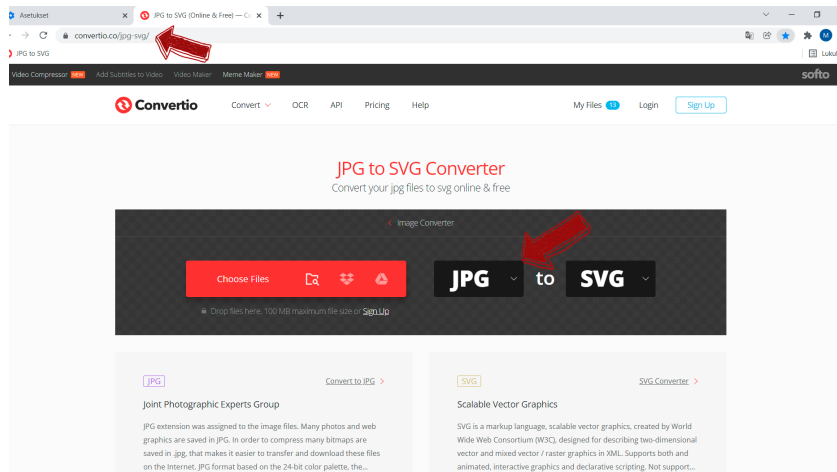 Asetukset
JPG to SVG (Online & Free) — Co
convertio.co/jpg-svg/
M
JPG to SVG
Video Compressor NEW Add Subtitles to Video Video Maker Meme Maker NEW
softo
Convertio Convert OCR API Pricing Help My Files 13 Login Sign Up
JPG to SVG Converter
Convert your jpg files to svg online & free
Image Converter
Choose Files
JPG to SVG
Drop files here. 100 MB maximum file size or Sign Up
JPG Convert to JPG
Joint Photographic Experts Group
JPG extension was assigned to the image files. Many photos and web
graphics are saved in JPG. In order to compress many bitmaps are
saved in .jpg, that makes it easier to transfer and download these files
on the Internet. JPG format based on the 24-bit color palette, the...
SVG SVG Converter
Scalable Vector Graphics
SVG is a markup language, scalable vector graphics, created by World
Wide Web Consortium (W3C), designed for describing two-dimensional
vector and mixed vector / raster graphics in XML. Supports both and
animated, interactive graphics and declarative scripting. Not support...